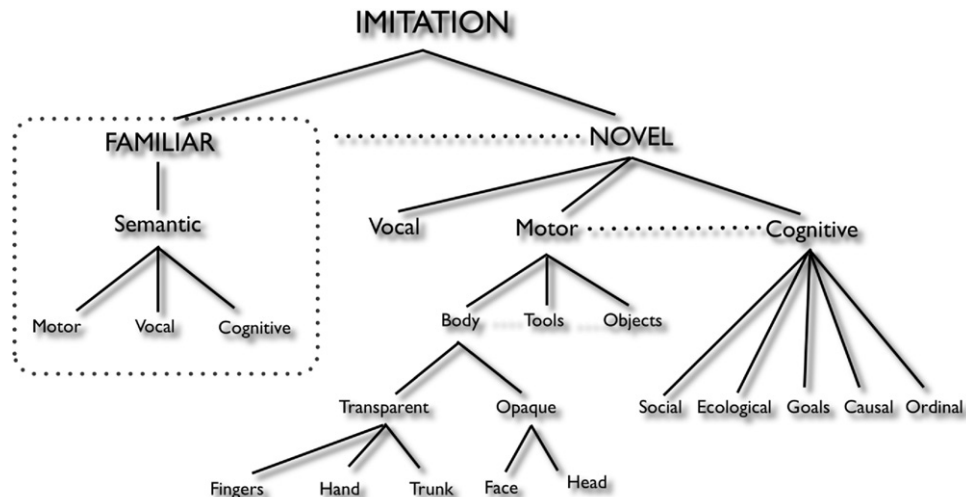 IMITATION
FAMILIAR
NOVEL
Semantic
Vocal
Motor
Cognitive
Motor
Vocal
Cognitive
Body
Tools
Objects
Transparent
Opaque
Social
Ecological
Goals
Causal
Ordinal
Fingers
Hand
Trunk
Face
Head